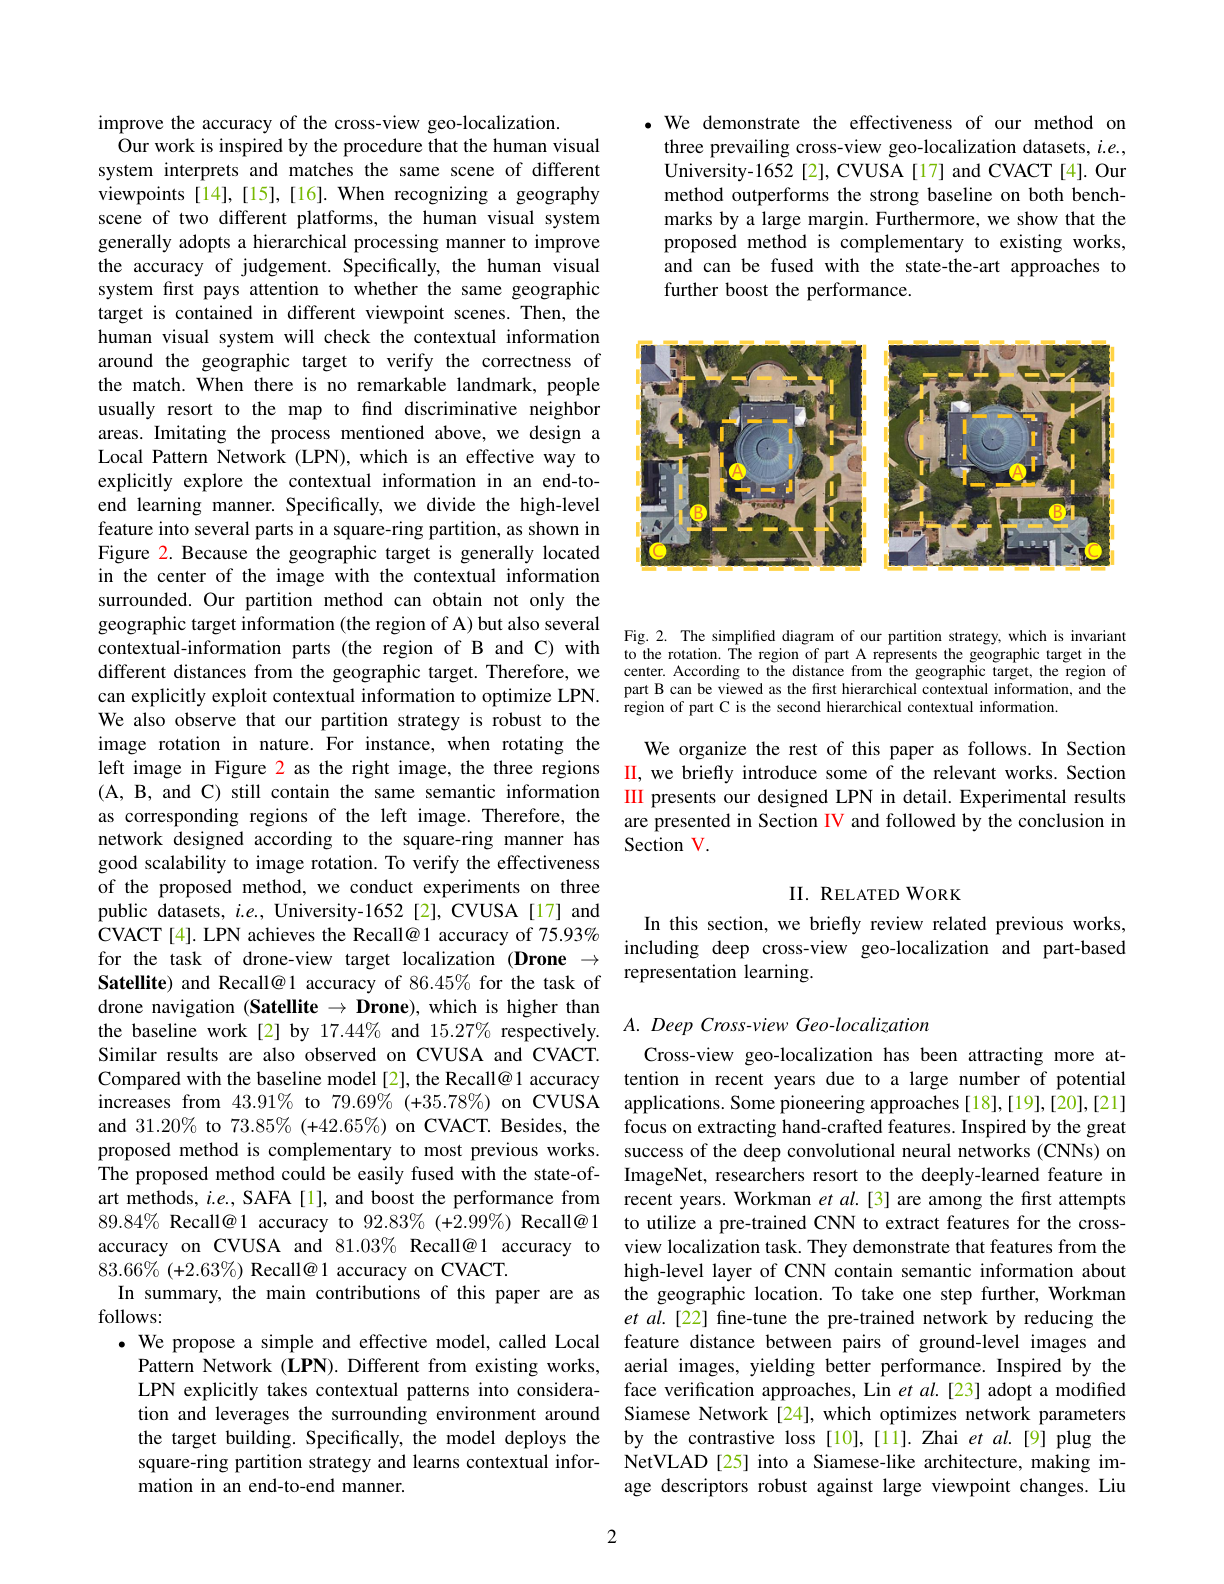 improve the accuracy of the cross-view geo-localization.
Our work is inspired by the procedure that the human visual
system interprets and matches the same scene of different
viewpoints [14], [15], [16]. When recognizing a geography
scene of two different platforms, the human visual system
generally adopts a hierarchical processing manner to improve
the accuracy of judgement. Specifically, the human visual
system first pays attention to whether the same geographic
target is contained in different viewpoint scenes. Then, the
human visual system will check the contextual information
around the geographic target to verify the correctness of
the match. When there is no remarkable landmark, people
usually resort to the map to find discriminative neighbor
areas. Imitating the process mentioned above, we design a
Local Pattern Network (LPN), which is an effective way to
explicitly explore the contextual information in an end-to-
end learning manner. Specifically, we divide the high-level
feature into several parts in a square-ring partition, as shown in
Figure 2. Because the geographic target is generally located
in the center of the image with the contextual information
surrounded. Our partition method can obtain not only the
geographic target information (the region of A) but also several
contextual-information parts (the region of B and C) with
different distances from the geographic target. Therefore, we
can explicitly exploit contextual information to optimize LPN.
We also observe that our partition strategy is robust to the
image rotation in nature. For instance, when rotating the
left image in Figure 2 as the right image, the three regions
(A, B, and C) still contain the same semantic information
as corresponding regions of the left image. Therefore, the
network designed according to the square-ring manner has
good scalability to image rotation. To verify the effectiveness
of the proposed method, we conduct experiments on three
public datasets, i.e., University-1652 [2], CVUSA [17] and
CVACT [4]. LPN achieves the Recall@1 accuracy of 75.93%
for the task of drone-view target localization (Drone →
Satellite) and Recall@1 accuracy of 86.45% for the task of
drone navigation (Satellite → Drone), which is higher than
the baseline work [2] by 17.44% and 15.27% respectively.
Similar results are also observed on CVUSA and CVACT.
Compared with the baseline model [2], the Recall@1 accuracy
increases from 43.91% to 79.69% (+35.78%) on CVUSA
and 31.20% to 73.85% (+42.65%) on CVACT. Besides, the
proposed method is complementary to most previous works.
The proposed method could be easily fused with the state-of-
art methods, i.e., SAFA [1], and boost the performance from
89.84% Recall@1 accuracy to 92.83% (+2.99%) Recall@1
accuracy on CVUSA and 81.03% Recall@1 accuracy to
83.66% (+2.63%) Recall@1 accuracy on CVACT.
In summary, the main contributions of this paper are as
follows:
• We propose a simple and effective model, called Local
Pattern Network (LPN). Different from existing works,
LPN explicitly takes contextual patterns into considera-
tion and leverages the surrounding environment around
the target building. Specifically, the model deploys the
square-ring partition strategy and learns contextual infor-
mation in an end-to-end manner.
• We demonstrate the effectiveness of our method on
three prevailing cross-view geo-localization datasets, i.e.,
University-1652 [2], CVUSA [17] and CVACT [4]. Our
method outperforms the strong baseline on both bench-
marks by a large margin. Furthermore, we show that the
proposed method is complementary to existing works,
and can be fused with the state-the-art approaches to
further boost the performance.
A
B
C
A
B
C
Fig. 2. The simplified diagram of our partition strategy, which is invariant
to the rotation. The region of part A represents the geographic target in the
center. According to the distance from the geographic target, the region of
part B can be viewed as the first hierarchical contextual information, and the
region of part C is the second hierarchical contextual information.
We organize the rest of this paper as follows. In Section
II, we briefly introduce some of the relevant works. Section
III presents our designed LPN in detail. Experimental results
are presented in Section IV and followed by the conclusion in
Section V.
II. RELATED WORK
In this section, we briefly review related previous works,
including deep cross-view geo-localization and part-based
representation learning.
A. Deep Cross-view Geo-localization
Cross-view geo-localization has been attracting more at-
tention in recent years due to a large number of potential
applications. Some pioneering approaches [18], [19], [20], [21]
focus on extracting hand-crafted features. Inspired by the great
success of the deep convolutional neural networks (CNNs) on
ImageNet, researchers resort to the deeply-learned feature in
recent years. Workman et al. [3] are among the first attempts
to utilize a pre-trained CNN to extract features for the cross-
view localization task. They demonstrate that features from the
high-level layer of CNN contain semantic information about
the geographic location. To take one step further, Workman
et al. [22] fine-tune the pre-trained network by reducing the
feature distance between pairs of ground-level images and
aerial images, yielding better performance. Inspired by the
face verification approaches, Lin et al. [23] adopt a modified
Siamese Network [24], which optimizes network parameters
by the contrastive loss [10], [11]. Zhai et al. [9] plug the
NetVLAD [25] into a Siamese-like architecture, making im-
age descriptors robust against large viewpoint changes. Liu
2